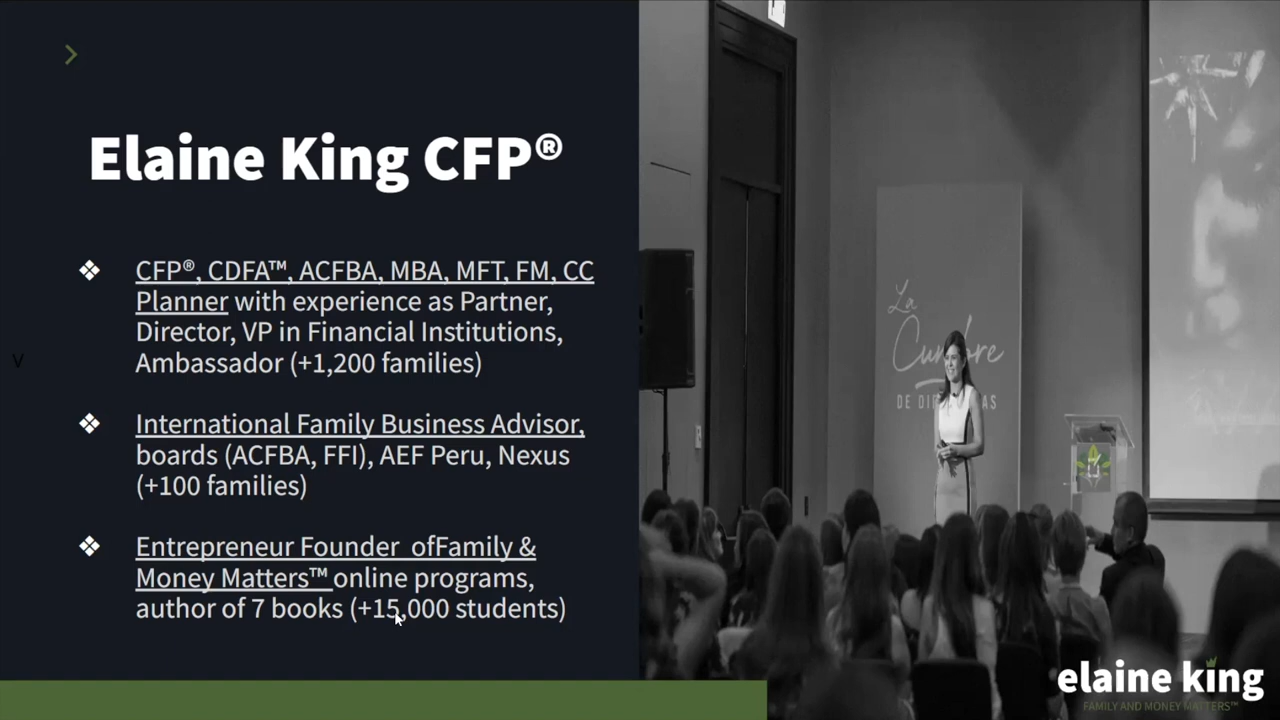 Elaine King CFP®
❖ CFP®, CDFA™, ACFBA, MBA, MFT, FM, CC
Planner with experience as Partner,
Director, VP in Financial Institutions,
Ambassador (+1,200 families)
❖ International Family Business Advisor,
boards (ACFBA, FFI), AEF Peru, Nexus
(+100 families)
❖ Entrepreneur Founder ofFamily &
Money Matters™ online programs,
author of 7 books (+15,000 students)
V
La
Cumbre
elaine king
FAMILY AND MONEY MATTERS™